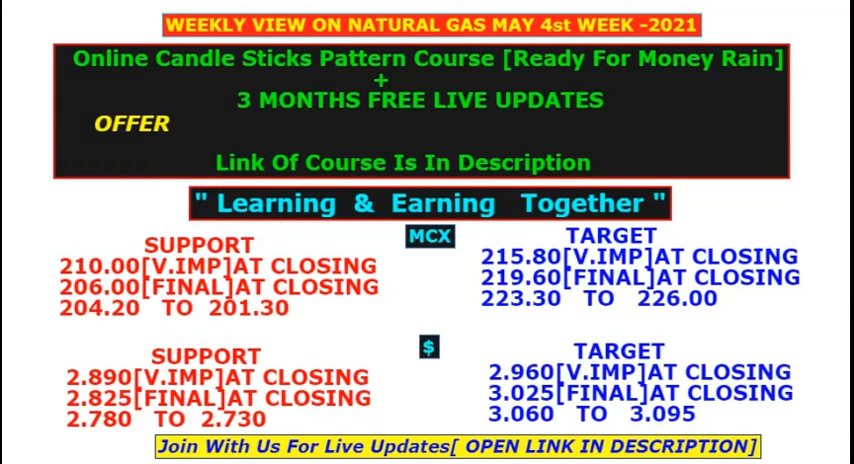 WEEKLY VIEW ON NATURAL GAS MAY 4st WEEK -2021
Online Candle Sticks Pattern Course [Ready For Money Rain]
+
3 MONTHS FREE LIVE UPDATES
OFFER
Link Of Course Is In Description
" Learning & Earning Together "
MCX
SUPPORT
210.00[V.IMP]AT CLOSING
206.00[FINAL]AT CLOSING
204.20 TO 201.30
TARGET
215.80[V.IMP]AT CLOSING
219.60[FINAL]AT CLOSING
223.30 TO 226.00
$
SUPPORT
2.890[V.IMP]AT CLOSING
2.825[FINAL]AT CLOSING
2.780 TO 2.730
TARGET
2.960[V.IMP]AT CLOSING
3.025[FINAL]AT CLOSING
3.060 TO 3.095
Join With Us For Live Updates[ OPEN LINK IN DESCRIPTION]